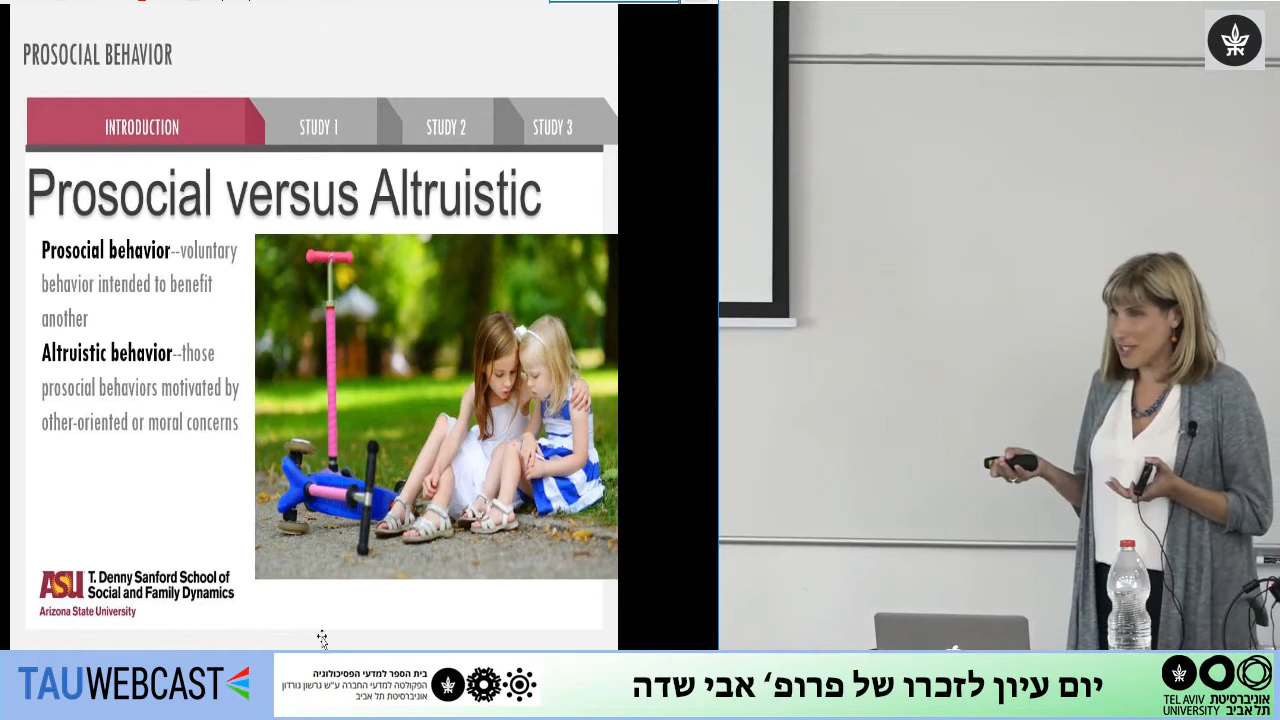 PROSOCIAL BEHAVIOR
INTRODUCTION
STUDY 1
STUDY 2
STUDY 3
Prosocial versus Altruistic
Prosocial behavior--voluntary
behavior intended to benefit
another
Altruistic behavior--those
prosocial behaviors motivated by
other-oriented or moral concerns
ASU T. Denny Sanford School of
Social and Family Dynamics
Arizona State University
TAUWEBCAST
בית הספר למדעי הפסיכולוגיה
הפקולטה למדעי החברה ע"ש גרשון גורדון
אוניברסיטת תל אביב
יום עיון לזכרו של פרופ' אבי שדה
TEL AVIV אוניברסיטת
UNIVERSITY תל אביב